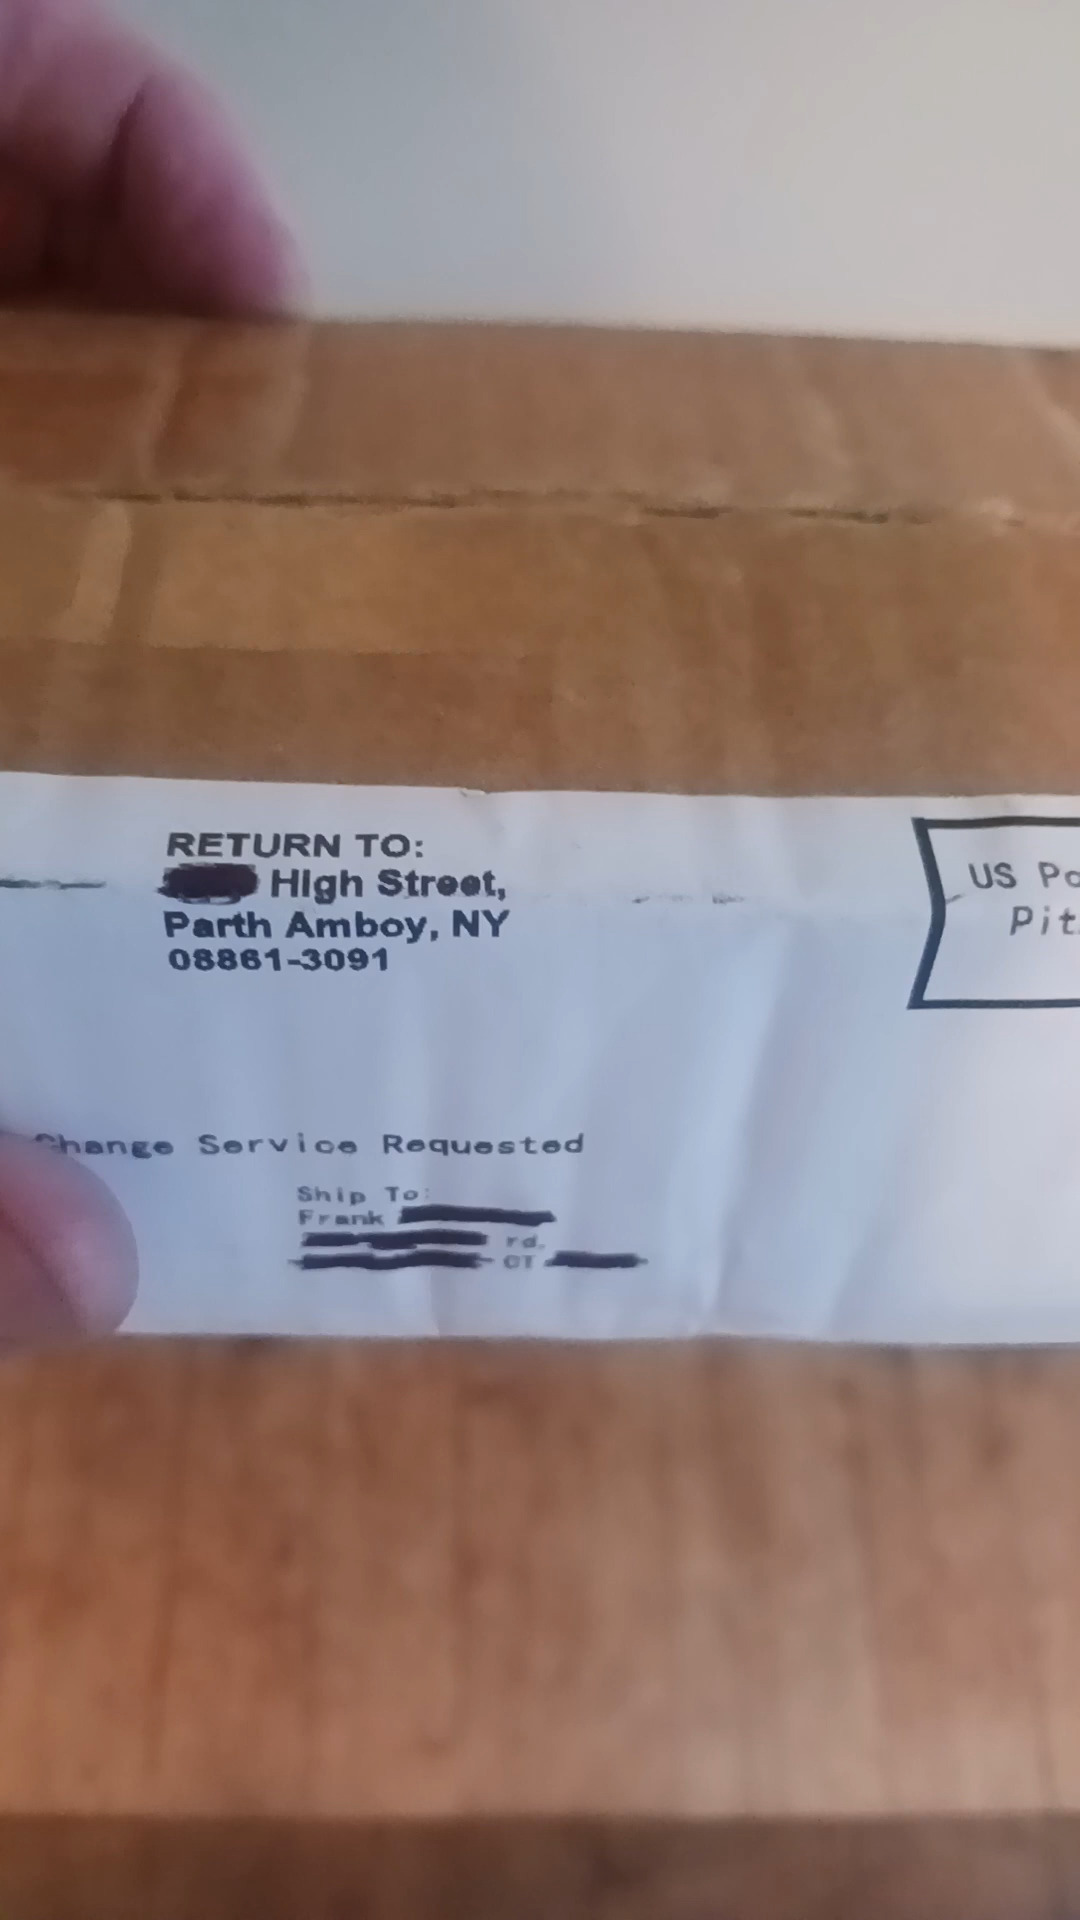 RETURN TO:
High Street,
Parth Amboy, NY
08861-3091
US Po
Pit
Change Service Requested
Ship To:
Frank
rd.
CT